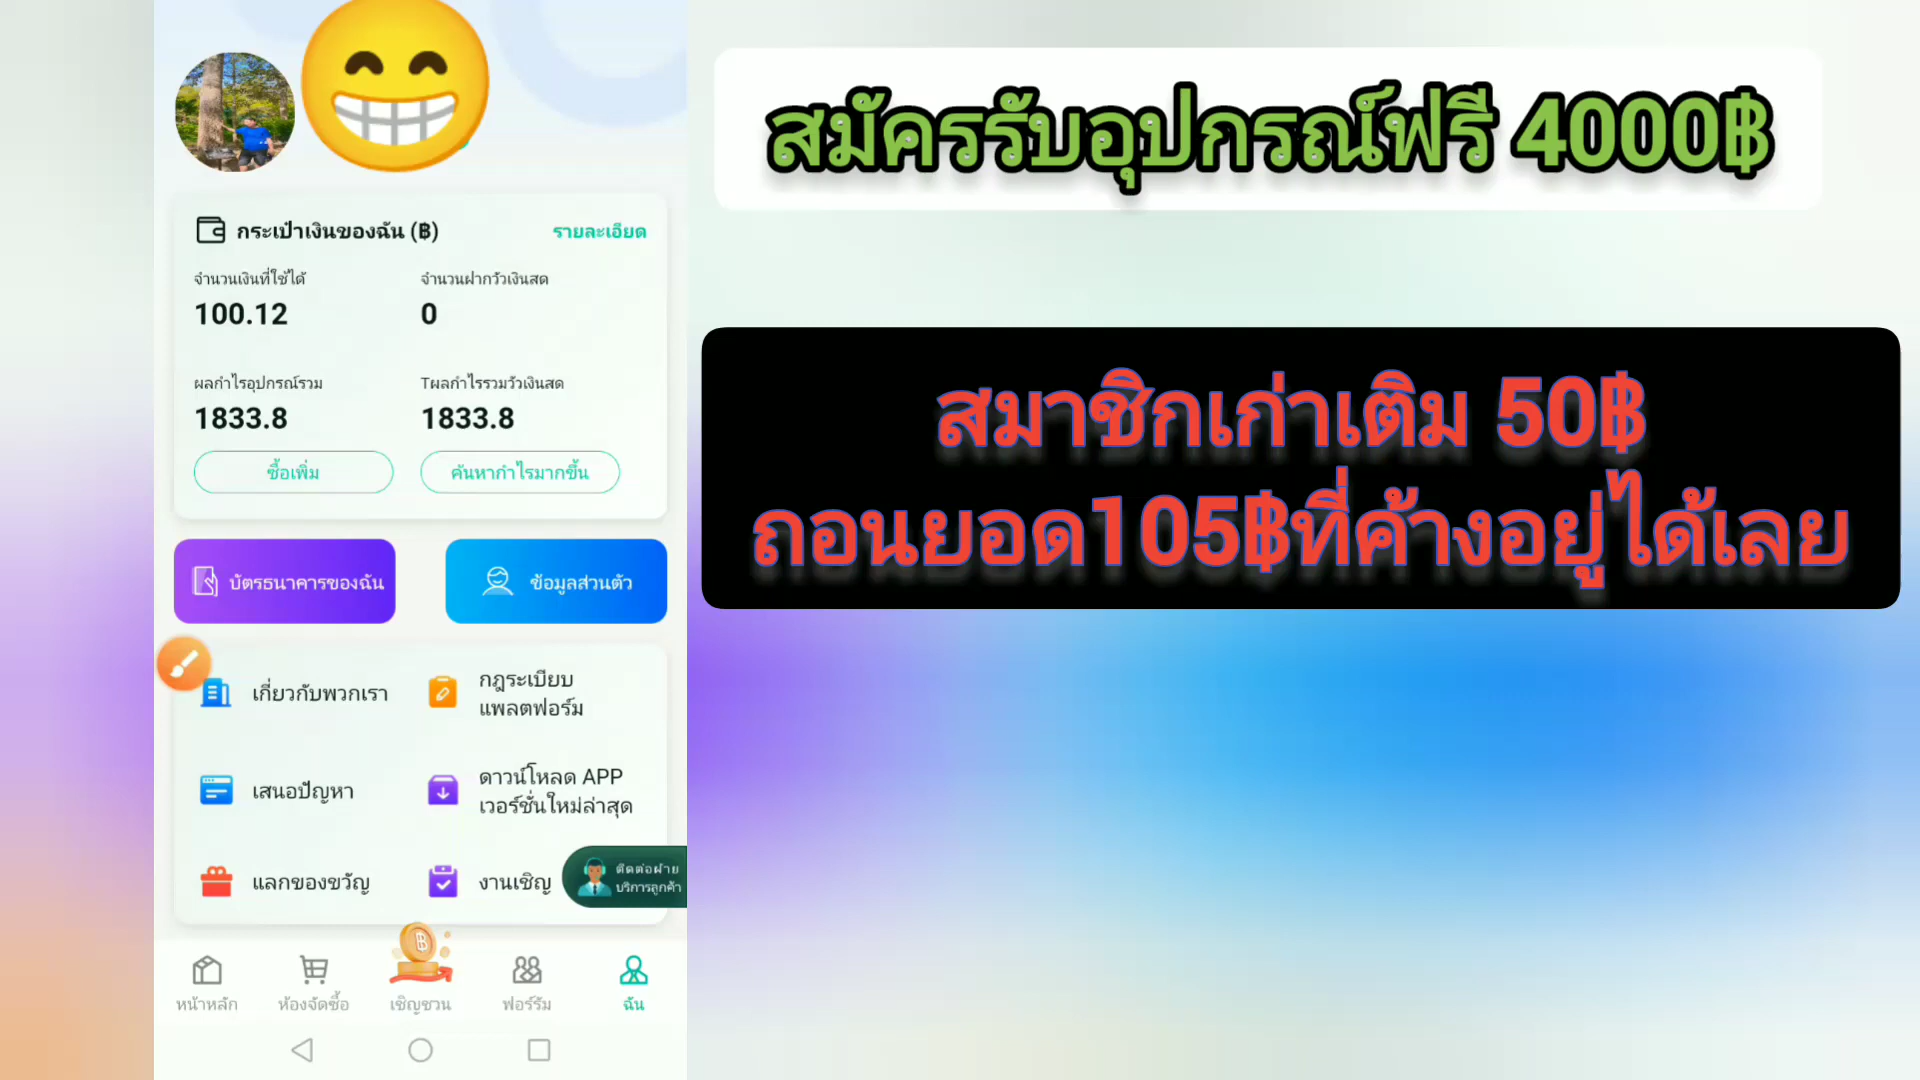 สมัครรับอุปกรณ์ฟรี 4000฿
สมาชิกเก่าเติม 50฿
ถอนยอด105฿ที่ค้างอยู่ได้เลย
กระเป๋าเงินของฉัน (฿)
รายละเอียด
จำนวนเงินที่ใช้ได้
จำนวนฝากวัวเงินสด
100.12
0
ผลกำไรอุปกรณ์รวม
Tผลกำไรรวมวัวเงินสด
1833.8
1833.8
ซื้อเพิ่ม
ค้นหากำไรมากขึ้น
บัตรธนาคารของฉัน
ข้อมูลส่วนตัว
เกี่ยวกับพวกเรา
กฎระเบียบ
แพลตฟอร์ม
เสนอปัญหา
ดาวน์โหลด APP
เวอร์ชั่นใหม่ล่าสุด
แลกของขวัญ
งานเชิญ
ติดต่อฝ่าย
บริการลูกค้า
หน้าหลัก
ห้องจัดซื้อ
เชิญชวน
ฟอร์รัม
ฉัน